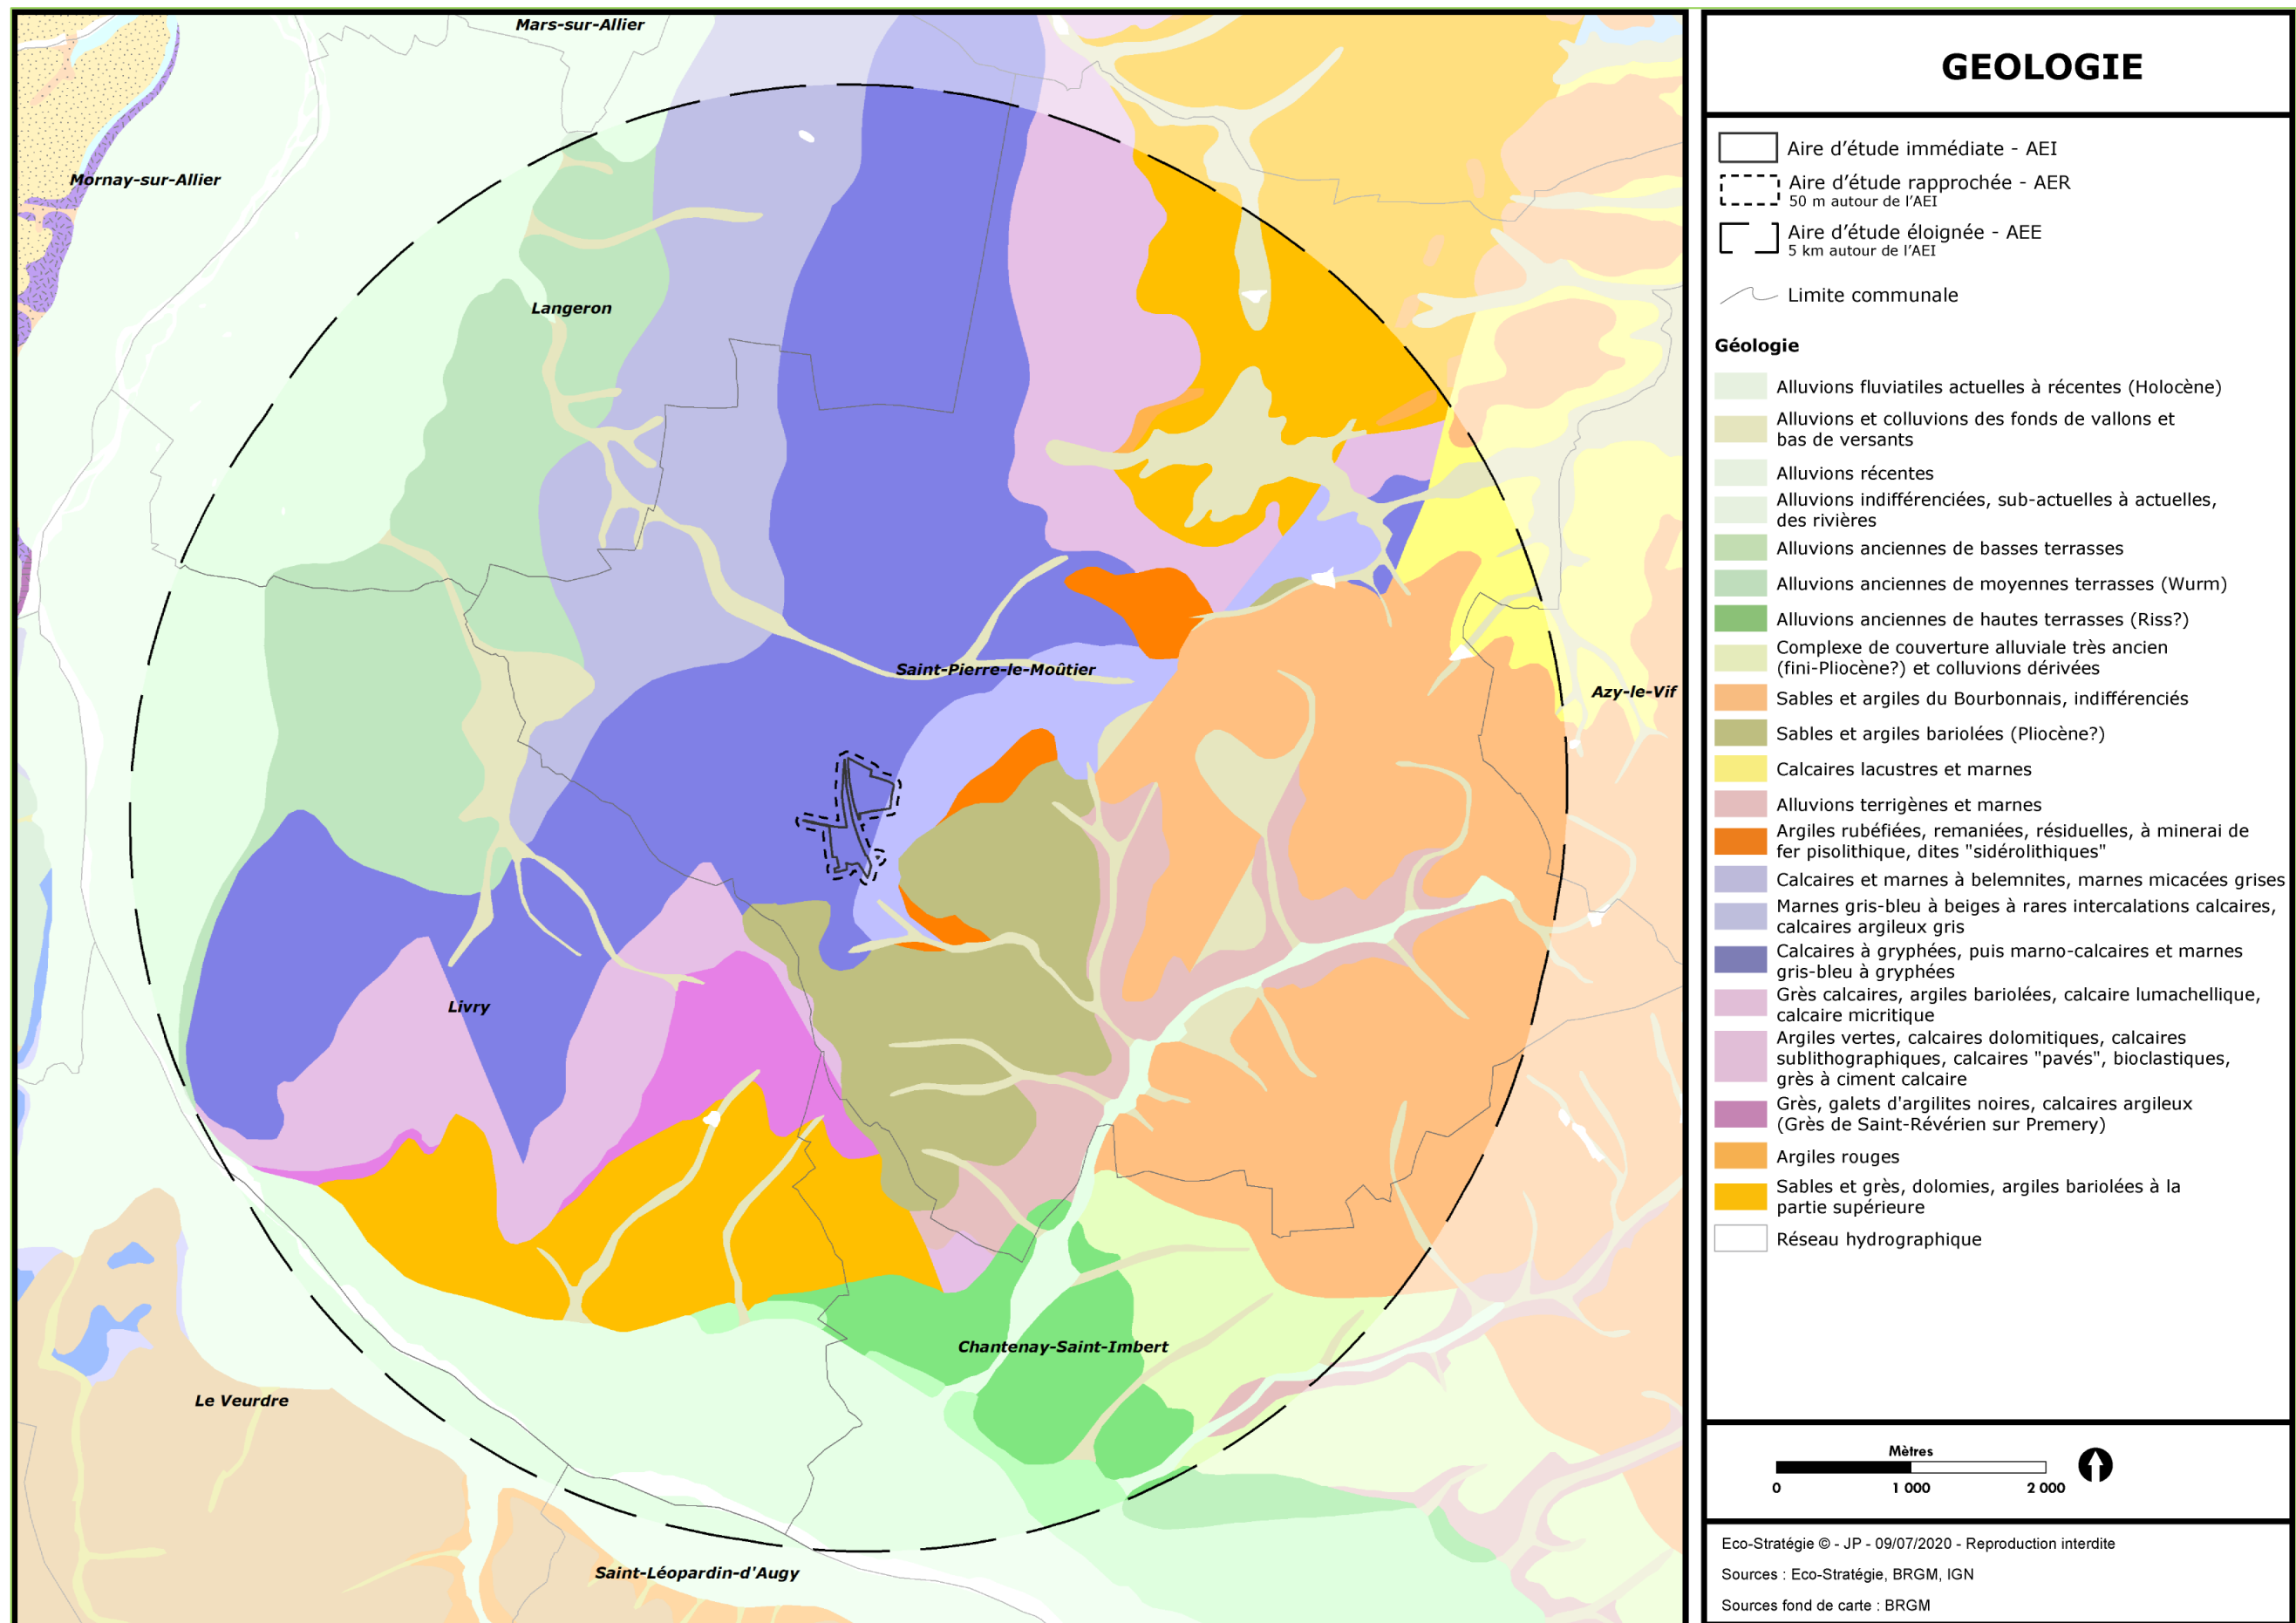 Mars-sur-Allier
Mornay-sur-Allier
Langeron
Saint-Pierre-le-Moûtier
Azy-le-Vif
Livry
Chantenay-Saint-Imbert
Le Veurdre
Saint-Léopardin-d'Augy
GEOLOGIE
Aire d'étude immédiate - AEI
Aire d'étude rapprochée - AER
50 m autour de l'AEI
Aire d'étude éloignée - AEE
5 km autour de l'AEI
Limite communale
Géologie
Alluvions fluviatiles actuelles à récentes (Holocène)
Alluvions et colluvions des fonds de vallons et
bas de versants
Alluvions récentes
Alluvions indifférenciées, sub-actuelles à actuelles,
des rivières
Alluvions anciennes de basses terrasses
Alluvions anciennes de moyennes terrasses (Wurm)
Alluvions anciennes de hautes terrasses (Riss?)
Complexe de couverture alluviale très ancien
(fini-Pliocène?) et colluvions dérivées
Sables et argiles du Bourbonnais, indifférenciés
Sables et argiles bariolées (Pliocène?)
Calcaires lacustres et marnes
Alluvions terrigènes et marnes
Argiles rubéfiées, remaniées, résiduelles, à minerai de
fer pisolithique, dites "sidérolithiques"
Calcaires et marnes à belemnites, marnes micacées grises
Marnes gris-bleu à beiges à rares intercalations calcaires,
calcaires argileux gris
Calcaires à gryphées, puis marno-calcaires et marnes
gris-bleu à gryphées
Grès calcaires, argiles bariolées, calcaire lumachellique,
calcaire micritique
Argiles vertes, calcaires dolomitiques, calcaires
sublithographiques, calcaires "pavés", bioclastiques,
grès à ciment calcaire
Grès, galets d'argilites noires, calcaires argileux
(Grès de Saint-Révérien sur Premery)
Argiles rouges
Sables et grès, dolomies, argiles bariolées à la
partie supérieure
Réseau hydrographique
Mètres
0 1 000 2 000
Eco-Stratégie © - JP - 09/07/2020 - Reproduction interdite
Sources : Eco-Stratégie, BRGM, IGN
Sources fond de carte : BRGM